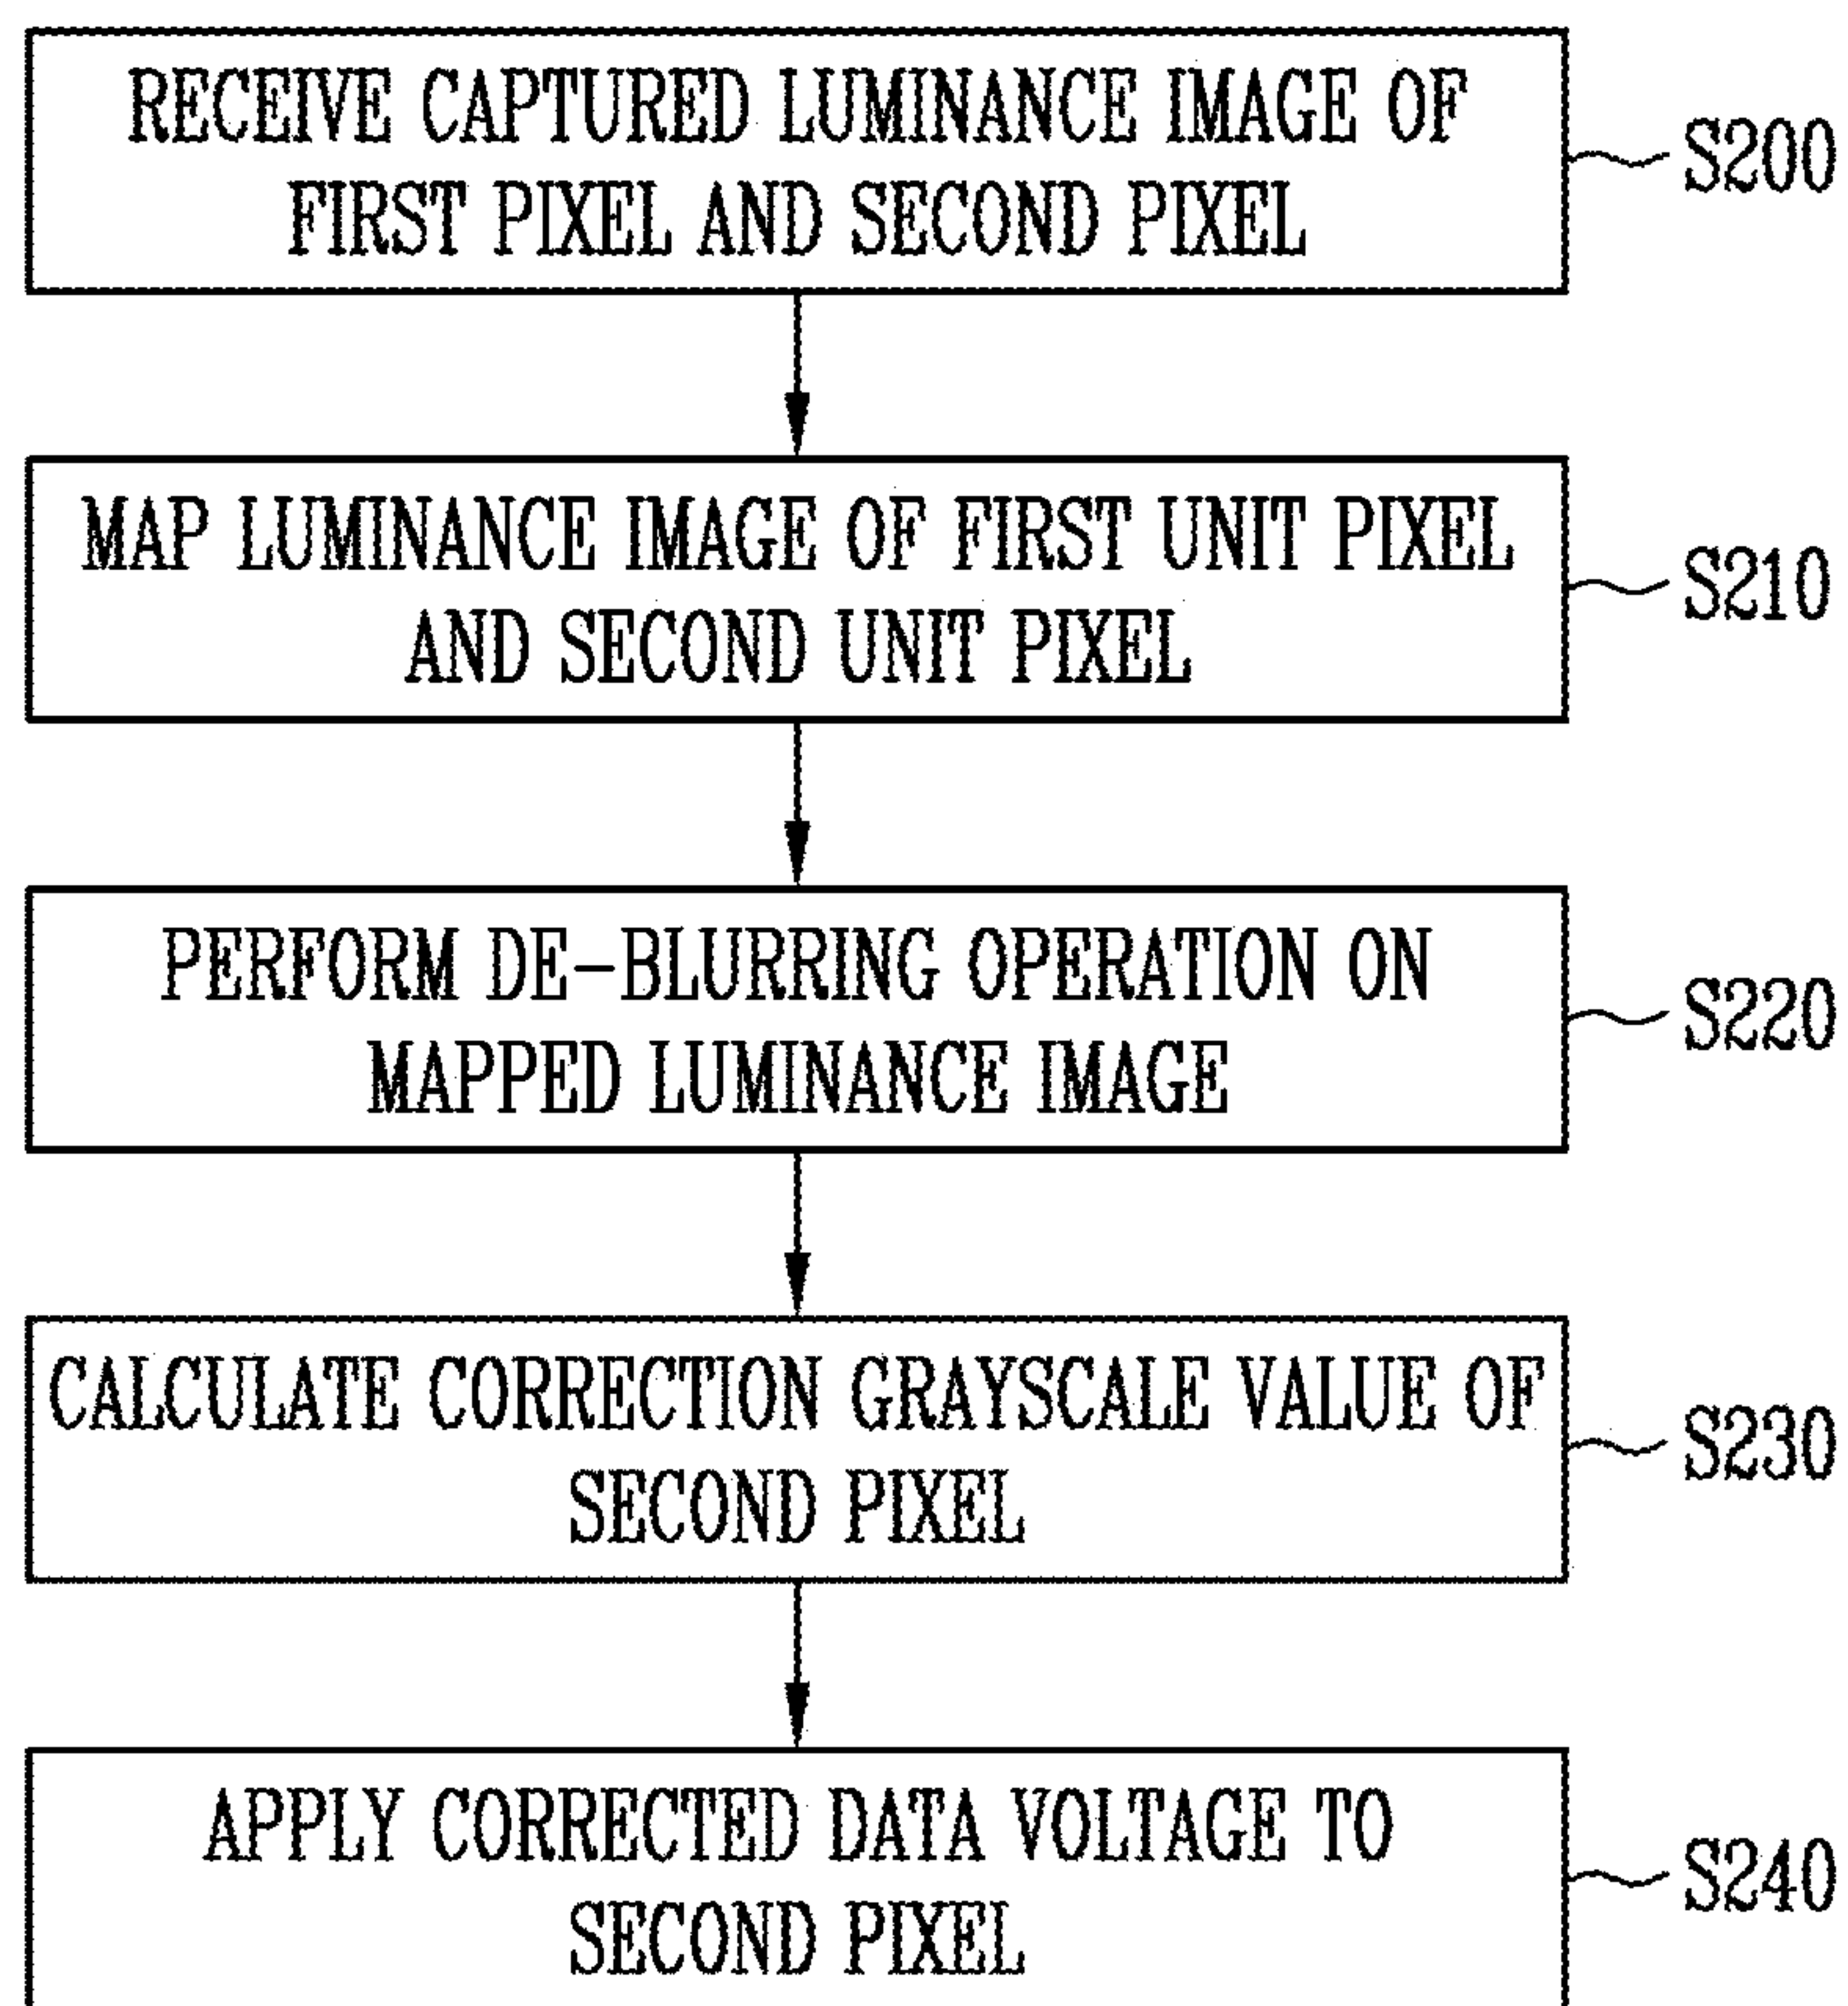 RECEIVE CAPTURED LUMINANCE IMAGE OF
FIRST PIXEL AND SECOND PIXEL
S200
MAP LUMINANCE IMAGE OF FIRST UNIT PIXEL
AND SECOND UNIT PIXEL
S210
PERFORM DE-BLURRING OPERATION ON
MAPPED LUMINANCE IMAGE
S220
CALCULATE CORRECTION GRAYSCALE VALUE OF
SECOND PIXEL
S230
APPLY CORRECTED DATA VOLTAGE TO
SECOND PIXEL
S240